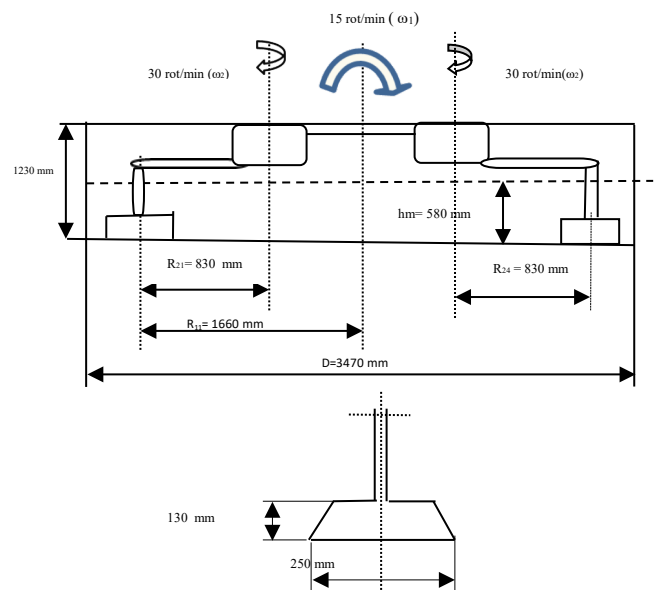 15 rot/min ( ω₁)
30 rot/min (ω₂)
30 rot/min(ω₂)
1230 mm
hm= 580 mm
R₂₁= 830 mm
R₂₄ = 830 mm
R₁₁= 1660 mm
D=3470 mm
130 mm
250 mm